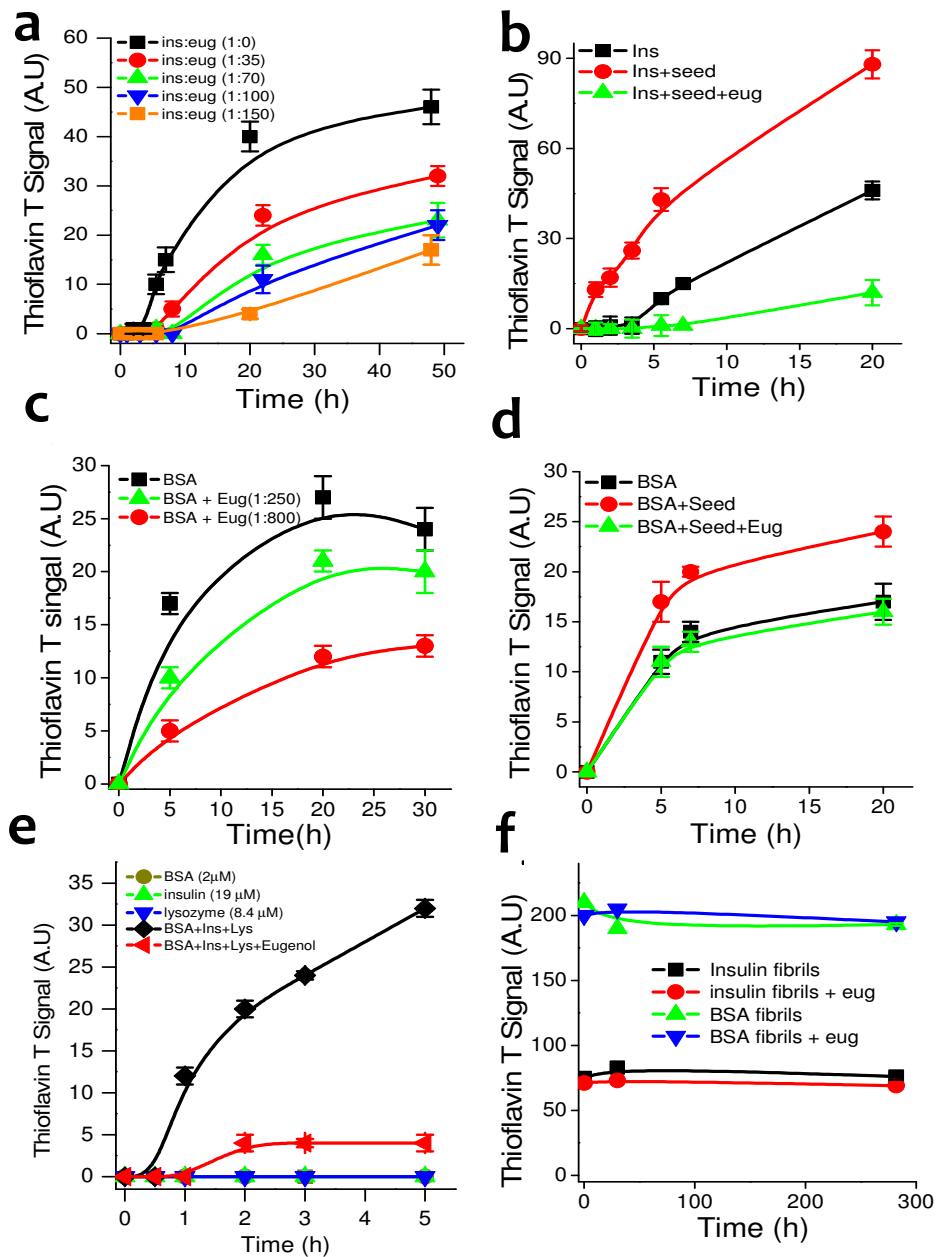 a
ins:eug (1:0)
ins:eug (1:35)
ins:eug (1:70)
ins:eug (1:100)
ins:eug (1:150)
Thioflavin T Signal (A.U)
60
50
40
30
20
10
0
0 10 20 30 40 50
Time (h)
b
Ins
Ins+seed
Ins+seed+eug
Thioflavin T Signal (A.U)
90
60
30
0
0 5 10 15 20
Time (h)
c
BSA
BSA + Eug(1:250)
BSA + Eug(1:800)
Thioflavin T singal (A.U)
30
25
20
15
10
5
0
0 5 10 15 20 25 30
Time(h)
d
BSA
BSA+Seed
BSA+Seed+Eug
Thioflavin T Signal (A.U)
30
25
20
15
10
5
0
0 5 10 15 20
Time (h)
e
BSA (2μM)
insulin (19 μM)
lysozyme (8.4 μM)
BSA+Ins+Lys
BSA+Ins+Lys+Eugenol
Thioflavin T Signal (A.U)
35
30
25
20
15
10
5
0
0 1 2 3 4 5
Time (h)
f
Insulin fibrils
insulin fibrils + eug
BSA fibrils
BSA fibrils + eug
Thioflavin T Signal (A.U)
200
150
100
50
0
0 100 200 300
Time (h)